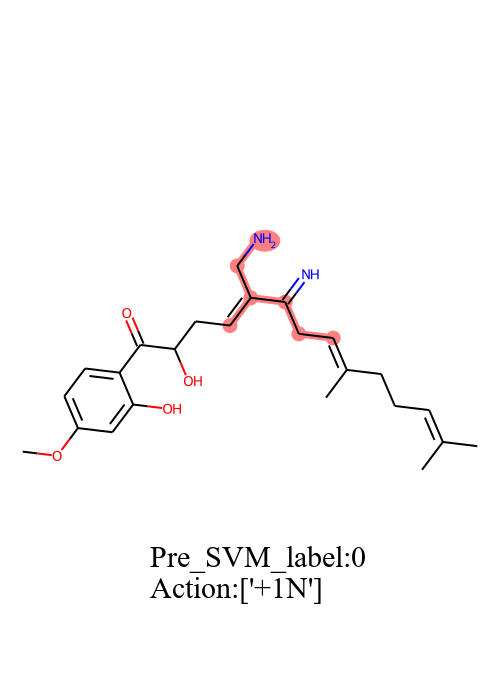 NH2
NH
O
OH
OH
O
Pre_SVM_label:0
Action:['+1N']